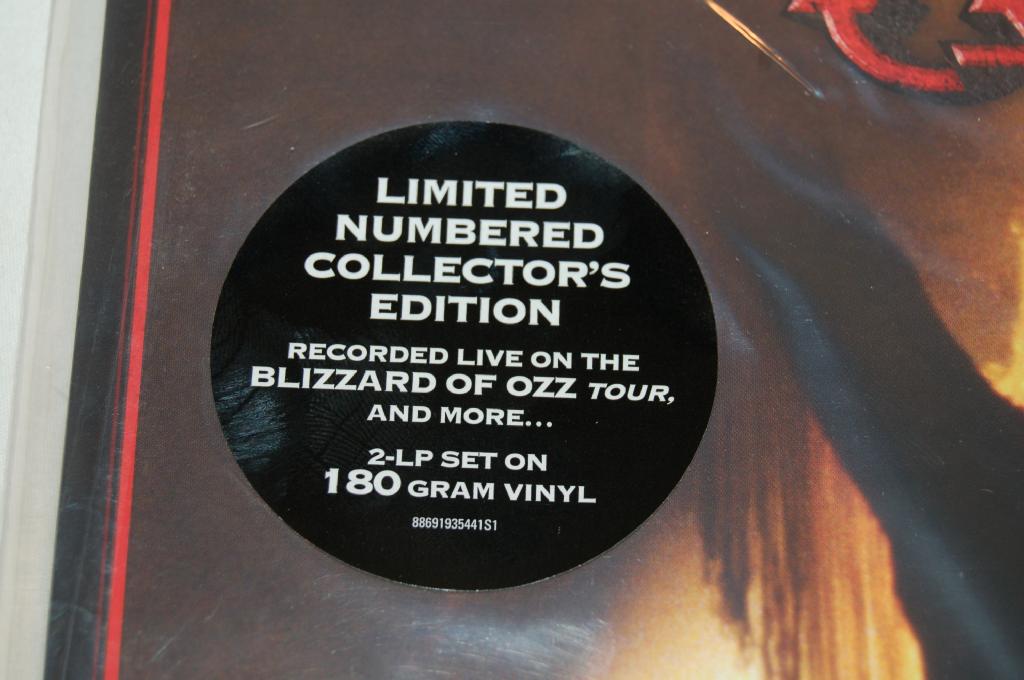 LIMITED
NUMBERED
COLLECTOR'S
EDITION
RECORDED LIVE ON THE
BLIZZARD OF OZZ TOUR,
AND MORE...
2-LP SET ON
180 GRAM VINYL
88691935441S1